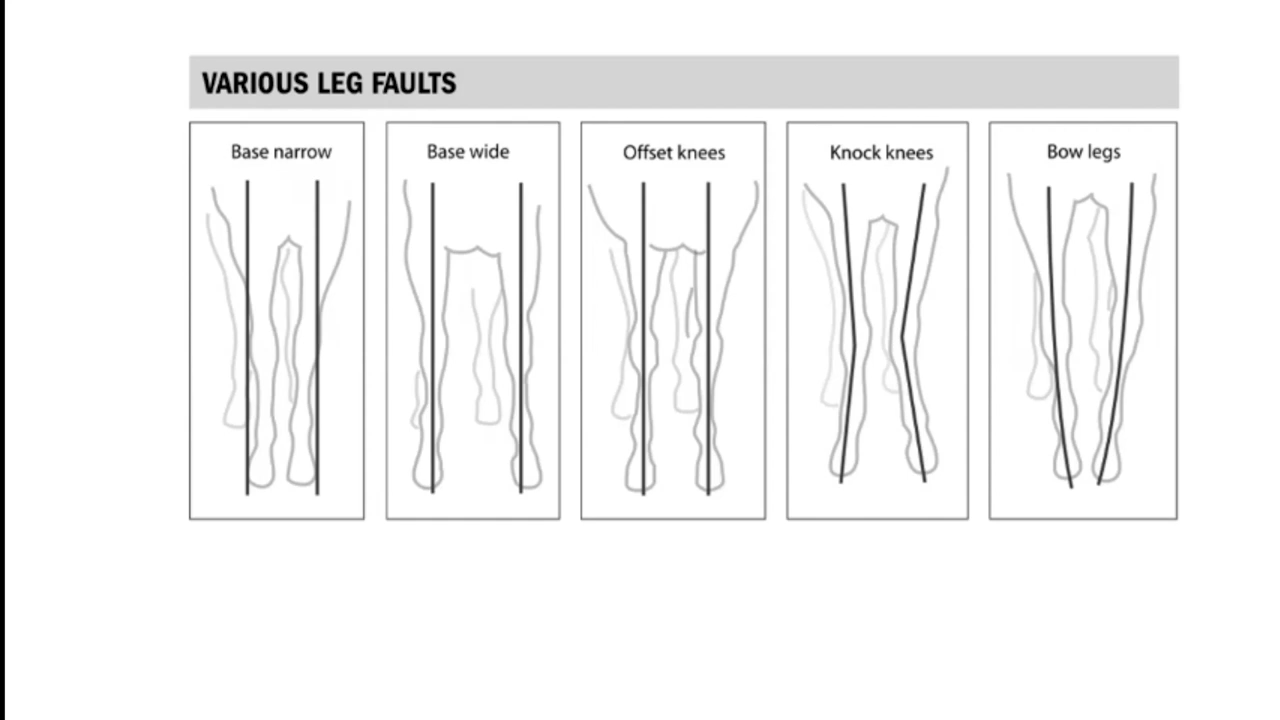 VARIOUS LEG FAULTS
Base narrow
Base wide
Offset knees
Knock knees
Bow legs